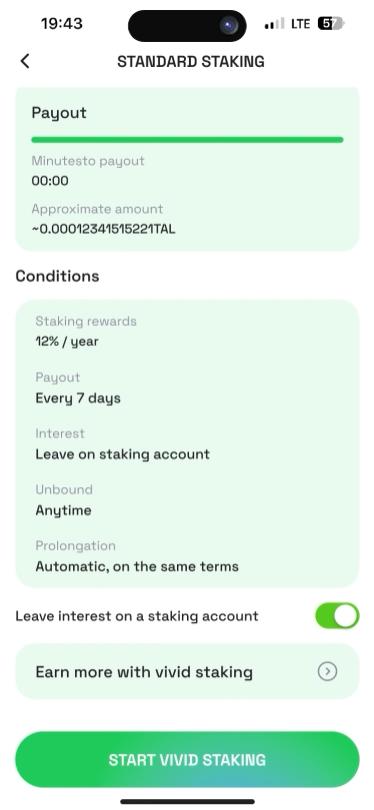 19:43
LTE
57
STANDARD STAKING
Payout
Minutesto payout
00:00
Approximate amount
~0.00012341515221TAL
Conditions
Staking rewards
12% / year
Payout
Every 7 days
Interest
Leave on staking account
Unbound
Anytime
Prolongation
Automatic, on the same terms
Leave interest on a staking account
Earn more with vivid staking
START VIVID STAKING